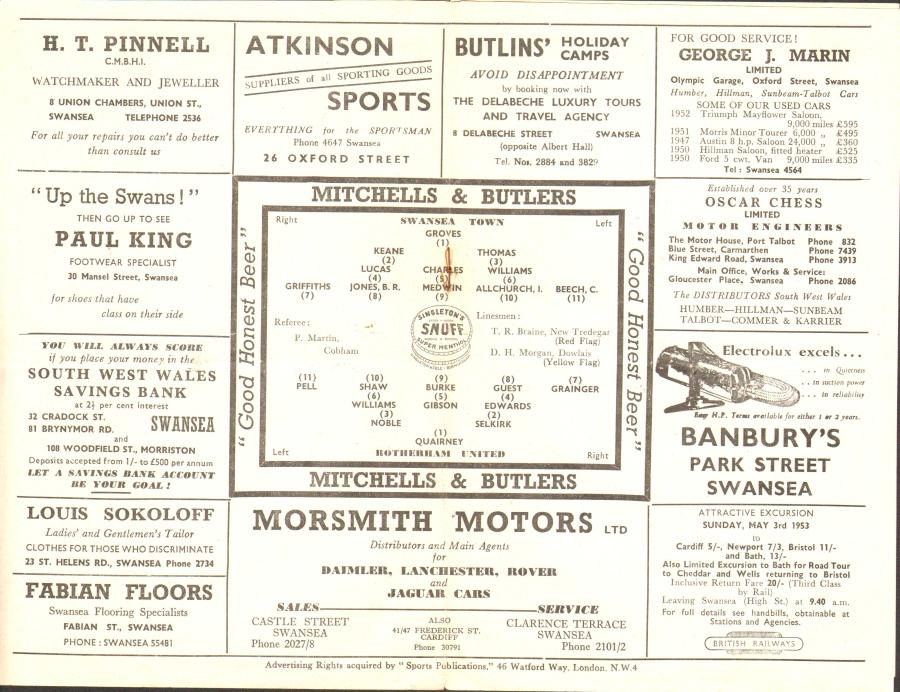 H. T. PINNELL
C.M.B.H.I.
WATCHMAKER AND JEWELLER
8 UNION CHAMBERS, UNION ST.,
SWANSEA TELEPHONE 2536
For all your repairs you can't do better
than consult us
ATKINSON
SUPPLIERS of all SPORTING GOODS
SPORTS
EVERYTHING for the SPORTSMAN
Phone 4647 Swansea
26 OXFORD STREET
BUTLINS' HOLIDAY
CAMPS
AVOID DISAPPOINTMENT
by booking now with
THE DELABECHE LUXURY TOURS
AND TRAVEL AGENCY
8 DELABECHE STREET SWANSEA
(opposite Albert Hall)
Tel. Nos. 2884 and 3829
FOR GOOD SERVICE!
GEORGE J. MARIN
LIMITED
Olympic Garage, Oxford Street, Swansea
Humber, Hillman, Sunbeam-Talbot Cars
SOME OF OUR USED CARS
1952 Triumph Mayflower Saloon,
9,000 miles £595
1951 Morris Minor Tourer 6,000 „ £495
1947 Austin 8 h.p. Saloon 24,000 „ £360
1950 Hillman Saloon, fitted heater £525
1950 Ford 5 cwt. Van 9,000 miles £335
Tel: Swansea 4564
"Up the Swans!"
THEN GO UP TO SEE
PAUL KING
FOOTWEAR SPECIALIST
30 Mansel Street, Swansea
for shoes that have
class on their side
YOU WILL ALWAYS SCORE
if you place your money in the
SOUTH WEST WALES
SAVINGS BANK
at 2½ per cent interest
32 CRADOCK ST.
81 BRYNYMOR RD. SWANSEA
and
108 WOODFIELD ST., MORRISTON
Deposits accepted from 1/- to £500 per annum
LET A SAVINGS BANK ACCOUNT
BE YOUR GOAL!
LOUIS SOKOLOFF
Ladies' and Gentlemen's Tailor
CLOTHES FOR THOSE WHO DISCRIMINATE
23 ST. HELENS RD., SWANSEA Phone 2734
FABIAN FLOORS
Swansea Flooring Specialists
FABIAN ST., SWANSEA
PHONE: SWANSEA 55481
MITCHELLS & BUTLERS
"Good Honest Beer"
Right SWANSEA TOWN Left
GROVES
(1)
KEANE THOMAS
(2) (3)
LUCAS CHARLES WILLIAMS
(4) (5) (6)
GRIFFITHS JONES, B. R. MEDWIN ALLCHURCH, I. BEECH, C.
(7) (8) (9) (10) (11)
Referee:
P. Martin,
Cobham
SINGLETON'S
SNUFF
SUPER MENTHOL
Linesmen:
T. R. Braine, New Tredegar
(Red Flag)
D. H. Morgan, Dowlais
(Yellow Flag)
(11) (10) (9) (8) (7)
PELL SHAW BURKE GUEST GRAINGER
(6) (5) (4)
WILLIAMS GIBSON EDWARDS
(3) (2)
NOBLE SELKIRK
(1)
QUAIRNEY
Left ROTHERHAM UNITED Right
"Good Honest Beer"
MITCHELLS & BUTLERS
MORSMITH MOTORS LTD
Distributors and Main Agents
for
DAIMLER, LANCHESTER, ROVER
and
JAGUAR CARS
SALES SERVICE
CASTLE STREET
SWANSEA
Phone 2027/8
ALSO
41/47 FREDERICK ST.
CARDIFF
Phone 30791
CLARENCE TERRACE
SWANSEA
Phone 2101/2
Established over 35 years
OSCAR CHESS
LIMITED
MOTOR ENGINEERS
The Motor House, Port Talbot Phone 832
Blue Street, Carmarthen Phone 7439
King Edward Road, Swansea Phone 3913
Main Office, Works & Service:
Gloucester Place, Swansea Phone 2086
The DISTRIBUTORS South West Wales
HUMBER—HILLMAN—SUNBEAM
TALBOT—COMMER & KARRIER
Electrolux excels...
... in Quietness
... in suction power
... in reliability
Easy H.P. Terms available for either 1 or 2 years.
BANBURY'S
PARK STREET
SWANSEA
ATTRACTIVE EXCURSION
SUNDAY, MAY 3rd 1953
to
Cardiff 5/-, Newport 7/3, Bristol 11/-
and Bath, 13/-
Also Limited Excursion to Bath for Road Tour
to Cheddar and Wells returning to Bristol
Inclusive Return Fare 20/- (Third Class
by Rail)
Leaving Swansea (High St.) at 9.40 a.m.
For full details see handbills, obtainable at
Stations and Agencies.
BRITISH RAILWAYS
Advertising Rights acquired by "Sports Publications," 46 Watford Way, London, N.W.4